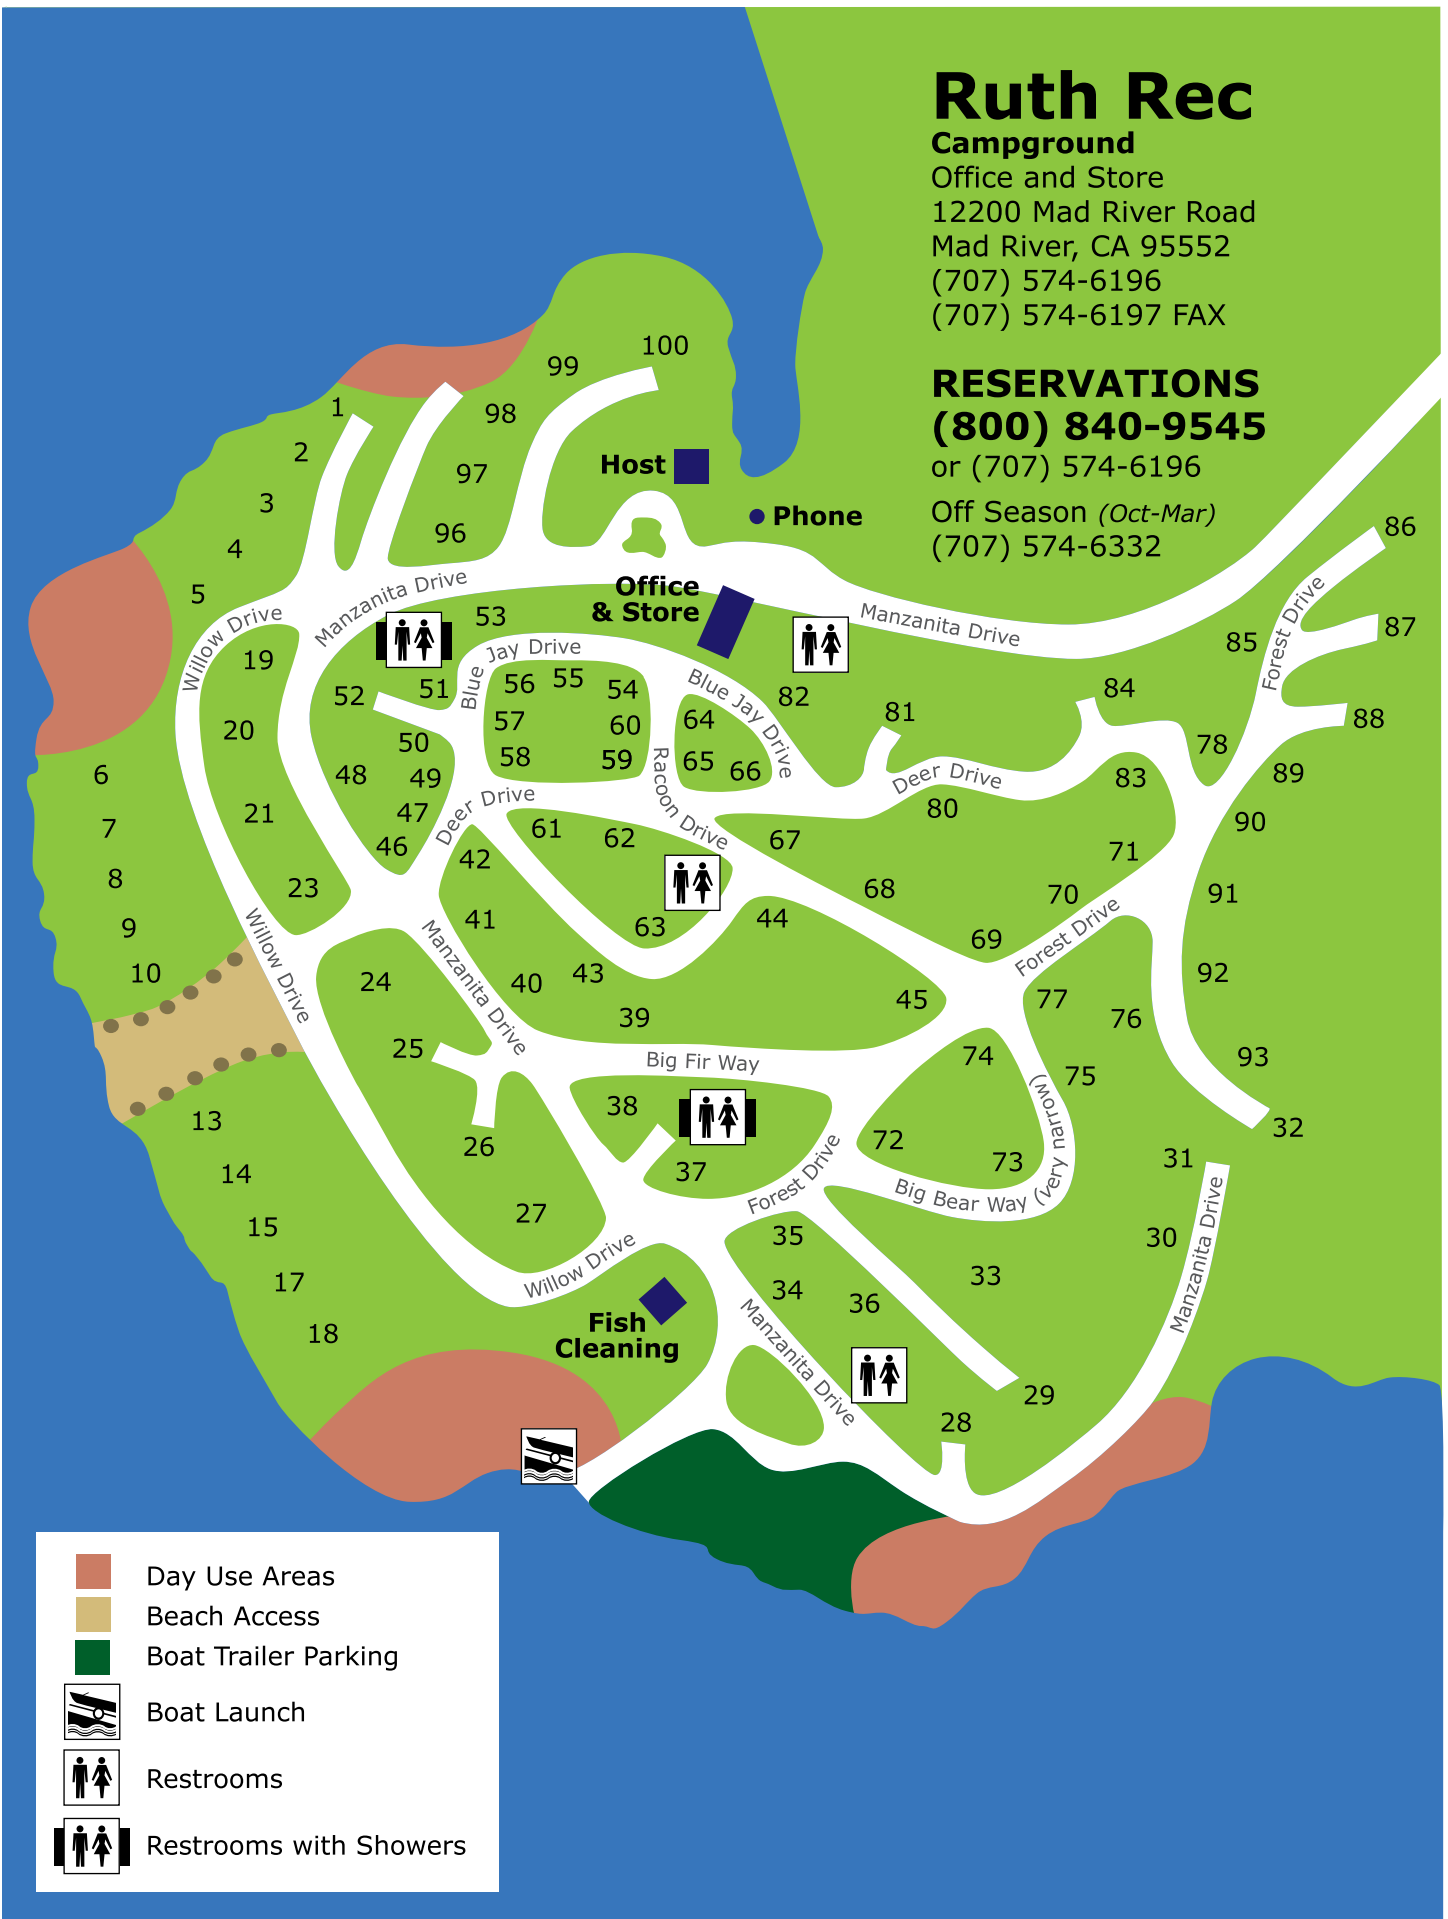 Ruth Rec
Campground
Office and Store
12200 Mad River Road
Mad River, CA 95552
(707) 574-6196
(707) 574-6197 FAX
RESERVATIONS
(800) 840-9545
or (707) 574-6196
Off Season (Oct-Mar)
(707) 574-6332
100
99
1
98
2
Host
97
3
Phone
96
86
4
Manzanita Drive
Office
& Store
5
53
Willow Drive
Manzanita Drive
Forest Drive
87
85
Blue Jay Drive
19
56
55
54
51
52
Blue Jay Drive
82
84
81
88
57
60
64
20
50
78
58
59
65
66
48
49
Racoon Drive
Deer Drive
83
89
6
Deer Drive
47
21
80
90
7
61
62
67
46
42
71
8
23
68
70
91
41
63
44
9
69
Forest Drive
Willow Drive
Manzanita Drive
10
24
40
43
92
45
77
39
76
25
Big Fir Way
74
93
75
38
13
72
32
26
73
31
14
37
Forest Drive
Big Bear Way (very narrow)
27
15
35
30
Willow Drive
33
Manzanita Drive
17
34
36
18
Fish
Cleaning
Manzanita Drive
29
28
Day Use Areas
Beach Access
Boat Trailer Parking
Boat Launch
Restrooms
Restrooms with Showers